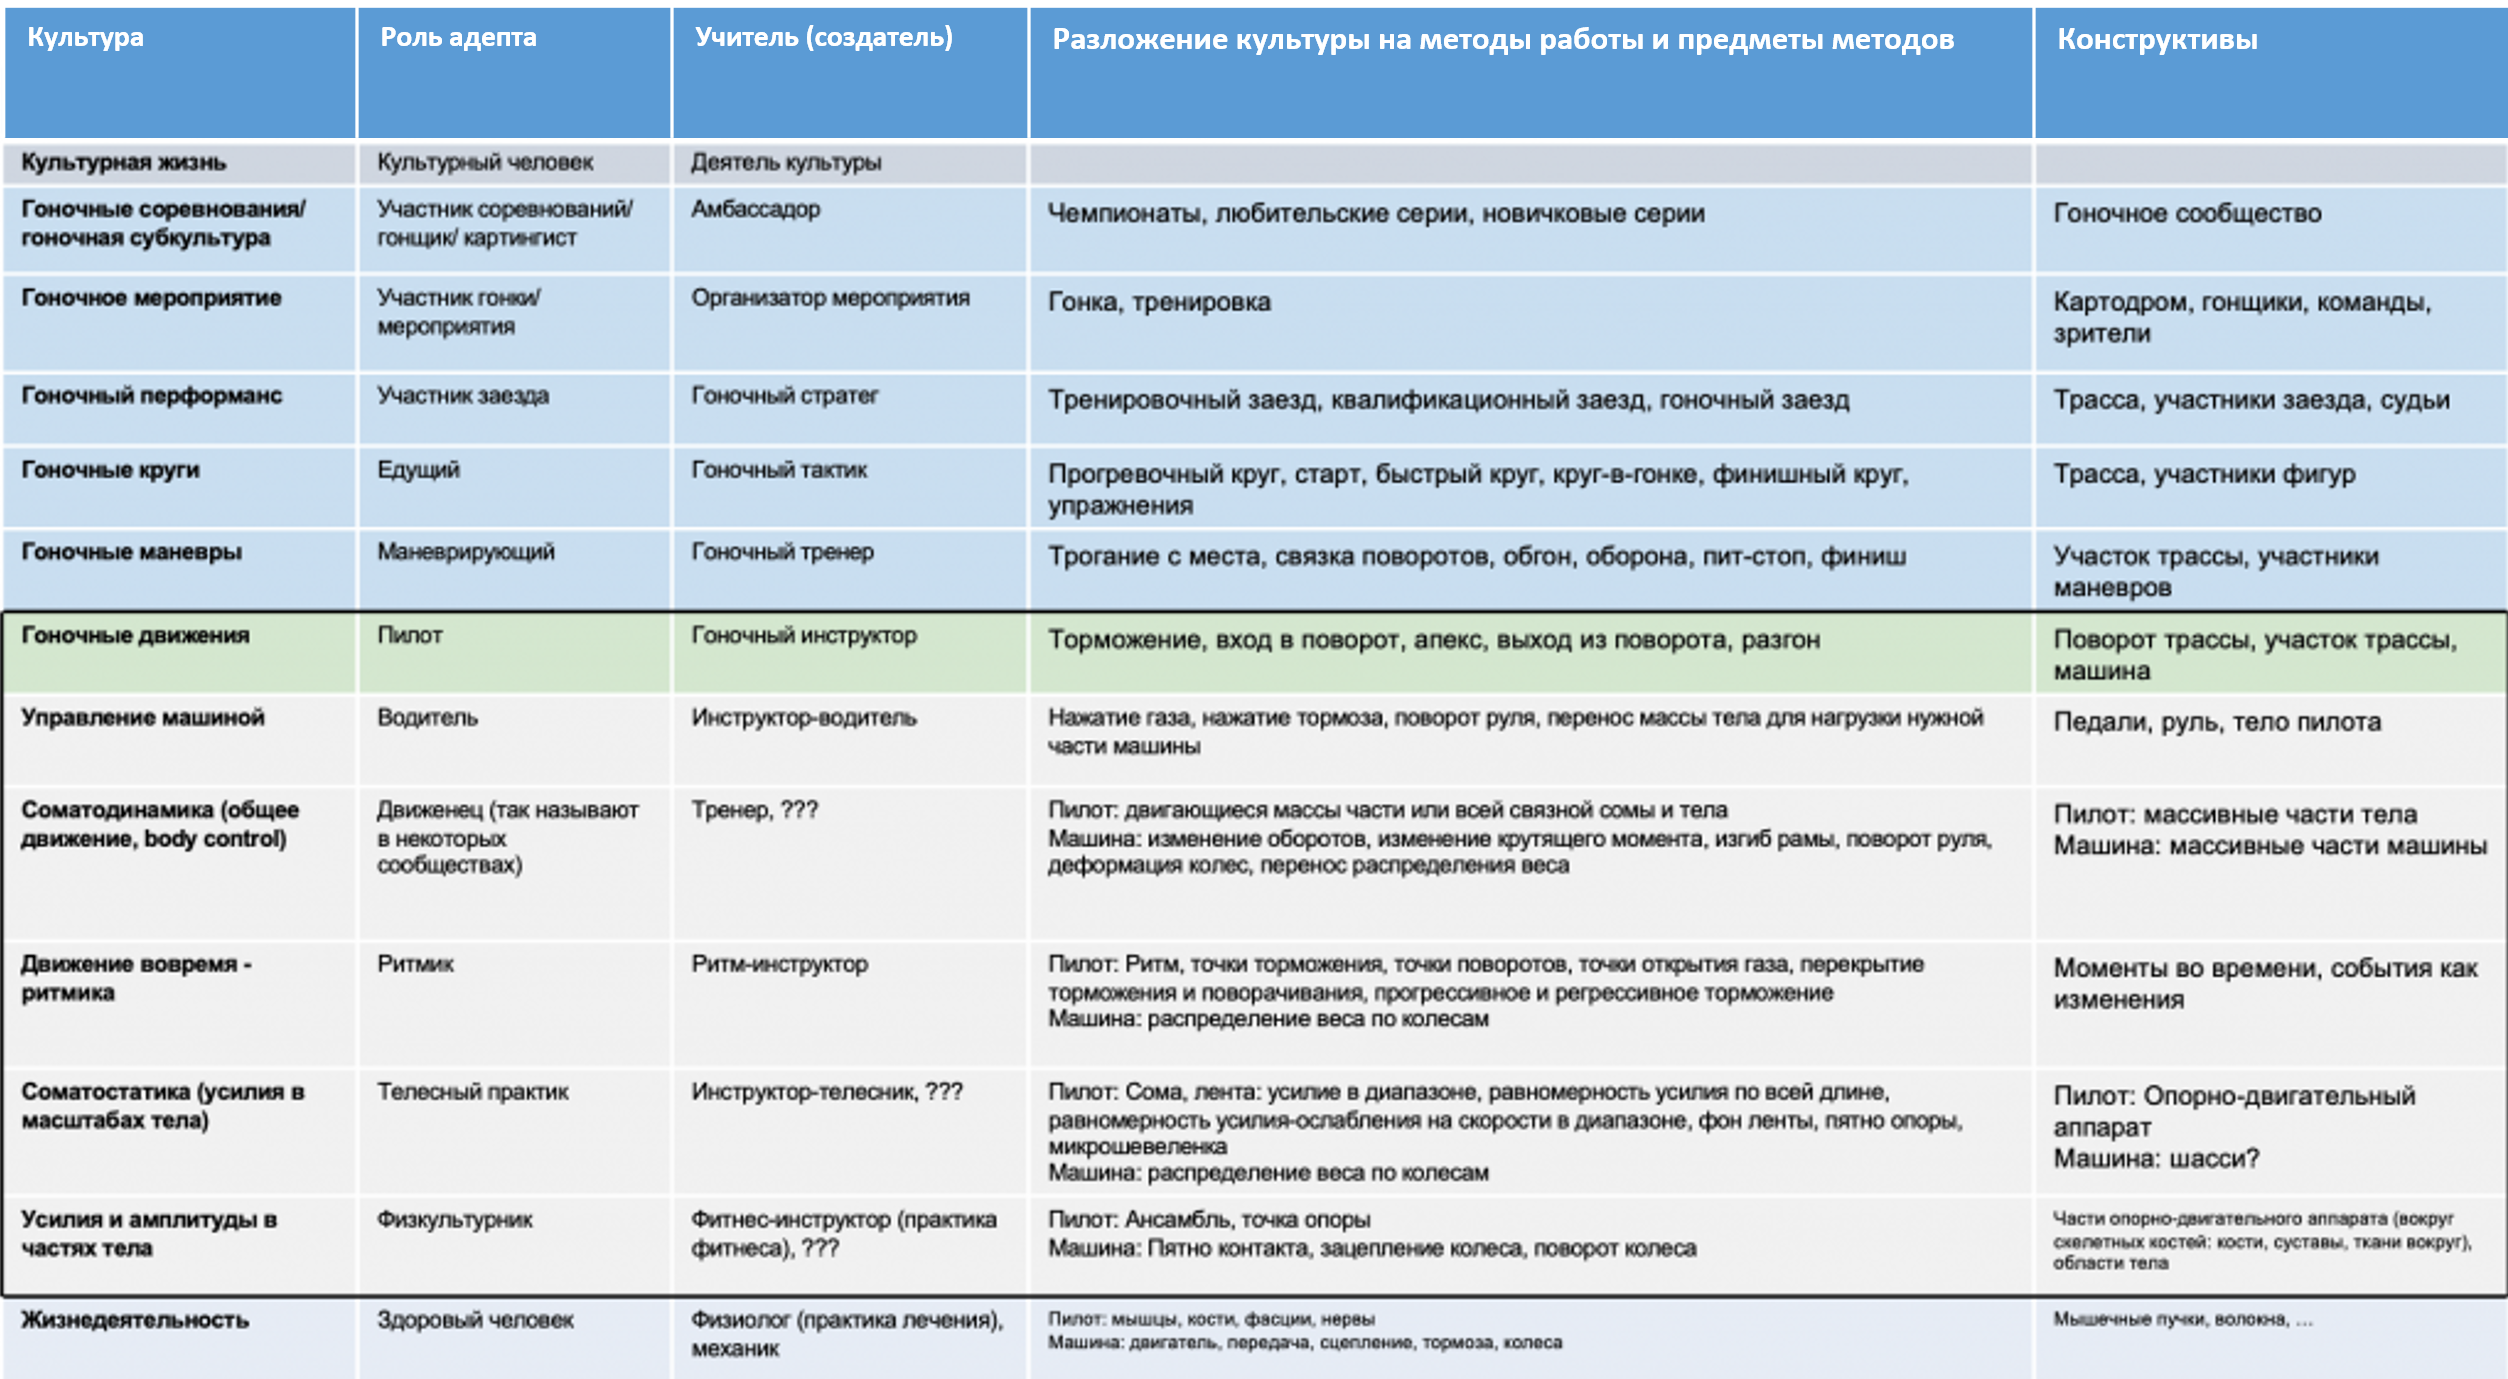 Культура
Роль адепта
Учитель (создатель)
Разложение культуры на методы работы и предметы методов
Конструктивы
Культурная жизнь
Культурный человек
Деятель культуры
Гоночные соревнования/
гоночная субкультура
Участник соревнований/
гонщик/ картингист
Амбассадор
Чемпионаты, любительские серии, новичковые серии
Гоночное сообщество
Гоночное мероприятие
Участник гонки/
мероприятия
Организатор мероприятия
Гонка, тренировка
Картодром, гонщики, команды,
зрители
Гоночный перформанс
Участник заезда
Гоночный стратег
Тренировочный заезд, квалификационный заезд, гоночный заезд
Трасса, участники заезда, судьи
Гоночные круги
Едущий
Гоночный тактик
Прогревочный круг, старт, быстрый круг, круг-в-гонке, финишный круг,
упражнения
Трасса, участники фигур
Гоночные маневры
Маневрирующий
Гоночный тренер
Трогание с места, связка поворотов, обгон, оборона, пит-стоп, финиш
Участок трассы, участники
маневров
Гоночные движения
Пилот
Гоночный инструктор
Торможение, вход в поворот, апекс, выход из поворота, разгон
Поворот трассы, участок трассы,
машина
Управление машиной
Водитель
Инструктор-водитель
Нажатие газа, нажатие тормоза, поворот руля, перенос массы тела для нагрузки нужной
части машины
Педали, руль, тело пилота
Соматодинамика (общее
движение, body control)
Движенец (так называют
в некоторых
сообществах)
Тренер, ???
Пилот: двигающиеся массы части или всей связной сомы и тела
Машина: изменение оборотов, изменение крутящего момента, изгиб рамы, поворот руля,
деформация колес, перенос распределения веса
Пилот: массивные части тела
Машина: массивные части машины
Движение вовремя -
ритмика
Ритмик
Ритм-инструктор
Пилот: Ритм, точки торможения, точки поворотов, точки открытия газа, перекрытие
торможения и поворачивания, прогрессивное и регрессивное торможение
Машина: распределение веса по колесам
Моменты во времени, события как
изменения
Соматостатика (усилия в
масштабах тела)
Телесный практик
Инструктор-телесник, ???
Пилот: Сома, лента: усилие в диапазоне, равномерность усилия по всей длине,
равномерность усилия-ослабления на скорости в диапазоне, фон ленты, пятно опоры,
микрошевеленка
Машина: распределение веса по колесам
Пилот: Опорно-двигательный
аппарат
Машина: шасси?
Усилия и амплитуды в
частях тела
Физкультурник
Фитнес-инструктор (практика
фитнеса), ???
Пилот: Ансамбль, точка опоры
Машина: Пятно контакта, зацепление колеса, поворот колеса
Части опорно-двигательного аппарата (вокруг
скелетных костей: кости, суставы, ткани вокруг),
области тела
Жизнедеятельность
Здоровый человек
Физиолог (практика лечения),
механик
Пилот: мышцы, кости, фасции, нервы
Машина: двигатель, передача, сцепление, тормоза, колеса
Мышечные пучки, волокна, ...